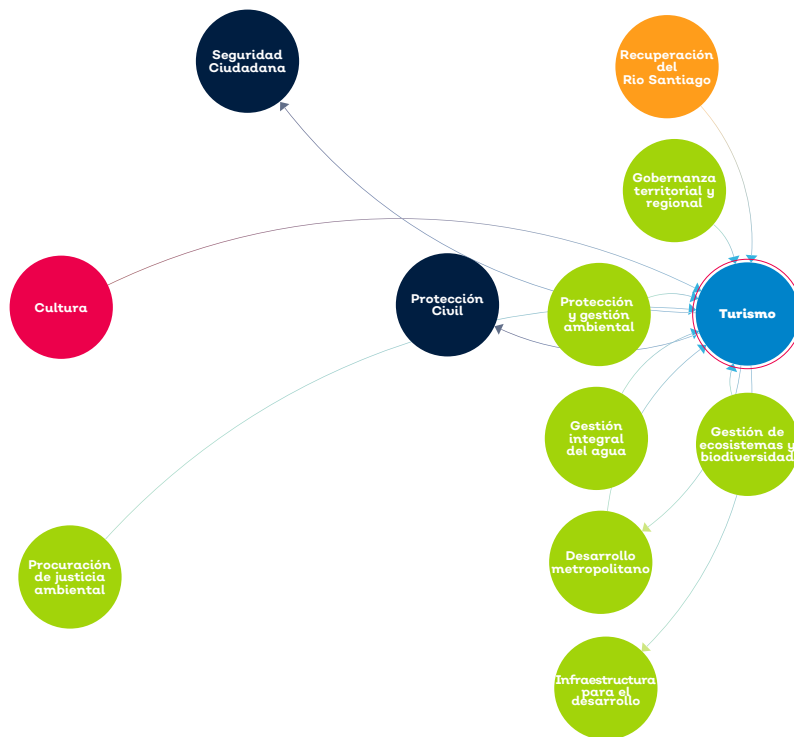 Seguridad
Ciudadana
Recuperación
del
Rio Santiago
Gobernanza
territorial y
regional
Cultura
Protección
Civil
Protección
y gestión
ambiental
Turismo
Gestión
integral
del agua
Gestión de
ecosistemas y
biodiversidad
Procuración
de justicia
ambiental
Desarrollo
metropolitano
Infraestructura
para el
desarrollo